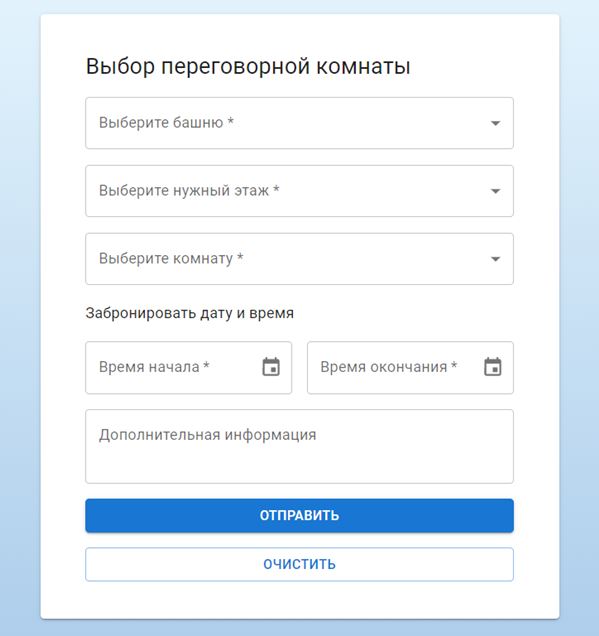 Выбор переговорной комнаты
Выберите башню *
Выберите нужный этаж *
Выберите комнату *
Забронировать дату и время
Время начала * Время окончания *
Дополнительная информация
ОТПРАВИТЬ
ОЧИСТИТЬ